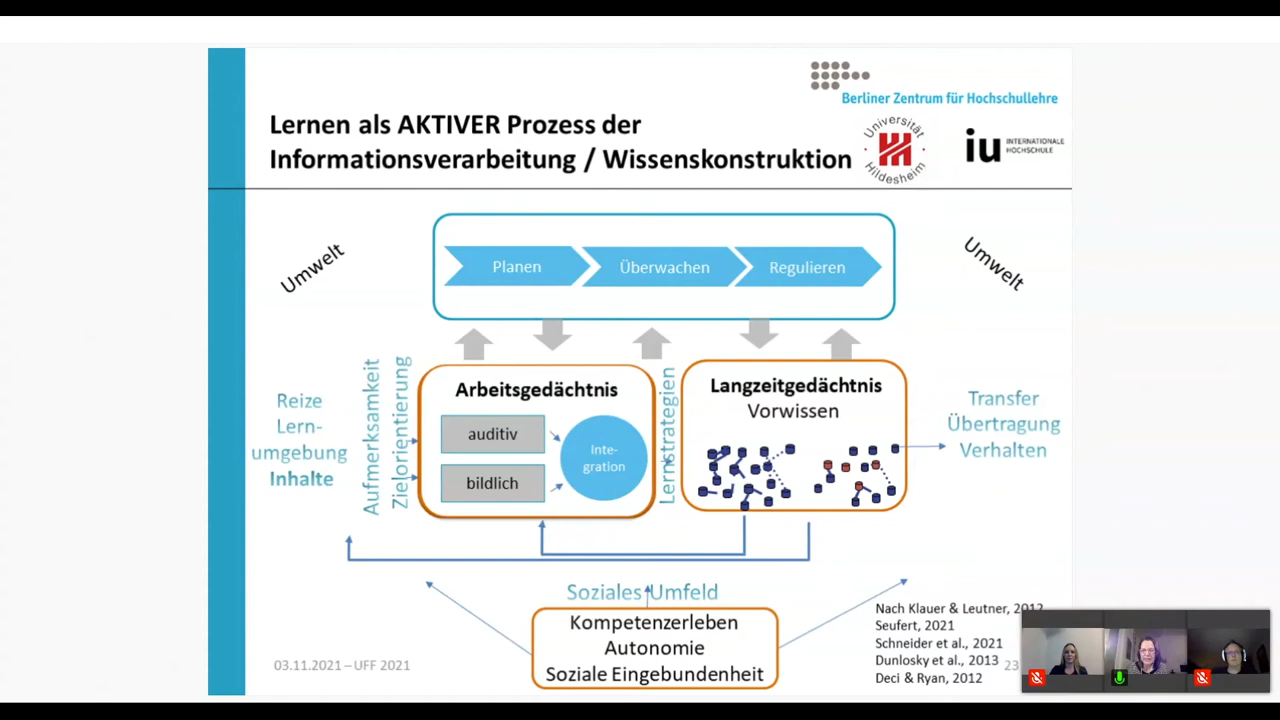 Berliner Zentrum für Hochschullehre
Lernen als AKTIVER Prozess der
Informationsverarbeitung / Wissenskonstruktion
Universität
Hildesheim
iu INTERNATIONALE
HOCHSCHULE
Umwelt
Planen
Überwachen
Regulieren
Umwelt
Reize
Lern-
umgebung
Inhalte
Aufmerksamkeit
Zielorientierung
Arbeitsgedächtnis
auditiv
bildlich
Inte-
gration
Lernstrategien
Langzeitgedächtnis
Vorwissen
Transfer
Übertragung
Verhalten
Soziales Umfeld
Kompetenzerleben
Autonomie
Soziale Eingebundenheit
Nach Klauer & Leutner, 2012
Seufert, 2021
Schneider et al., 2021
Dunlosky et al., 2013
Deci & Ryan, 2012
03.11.2021 – UFF 2021
23